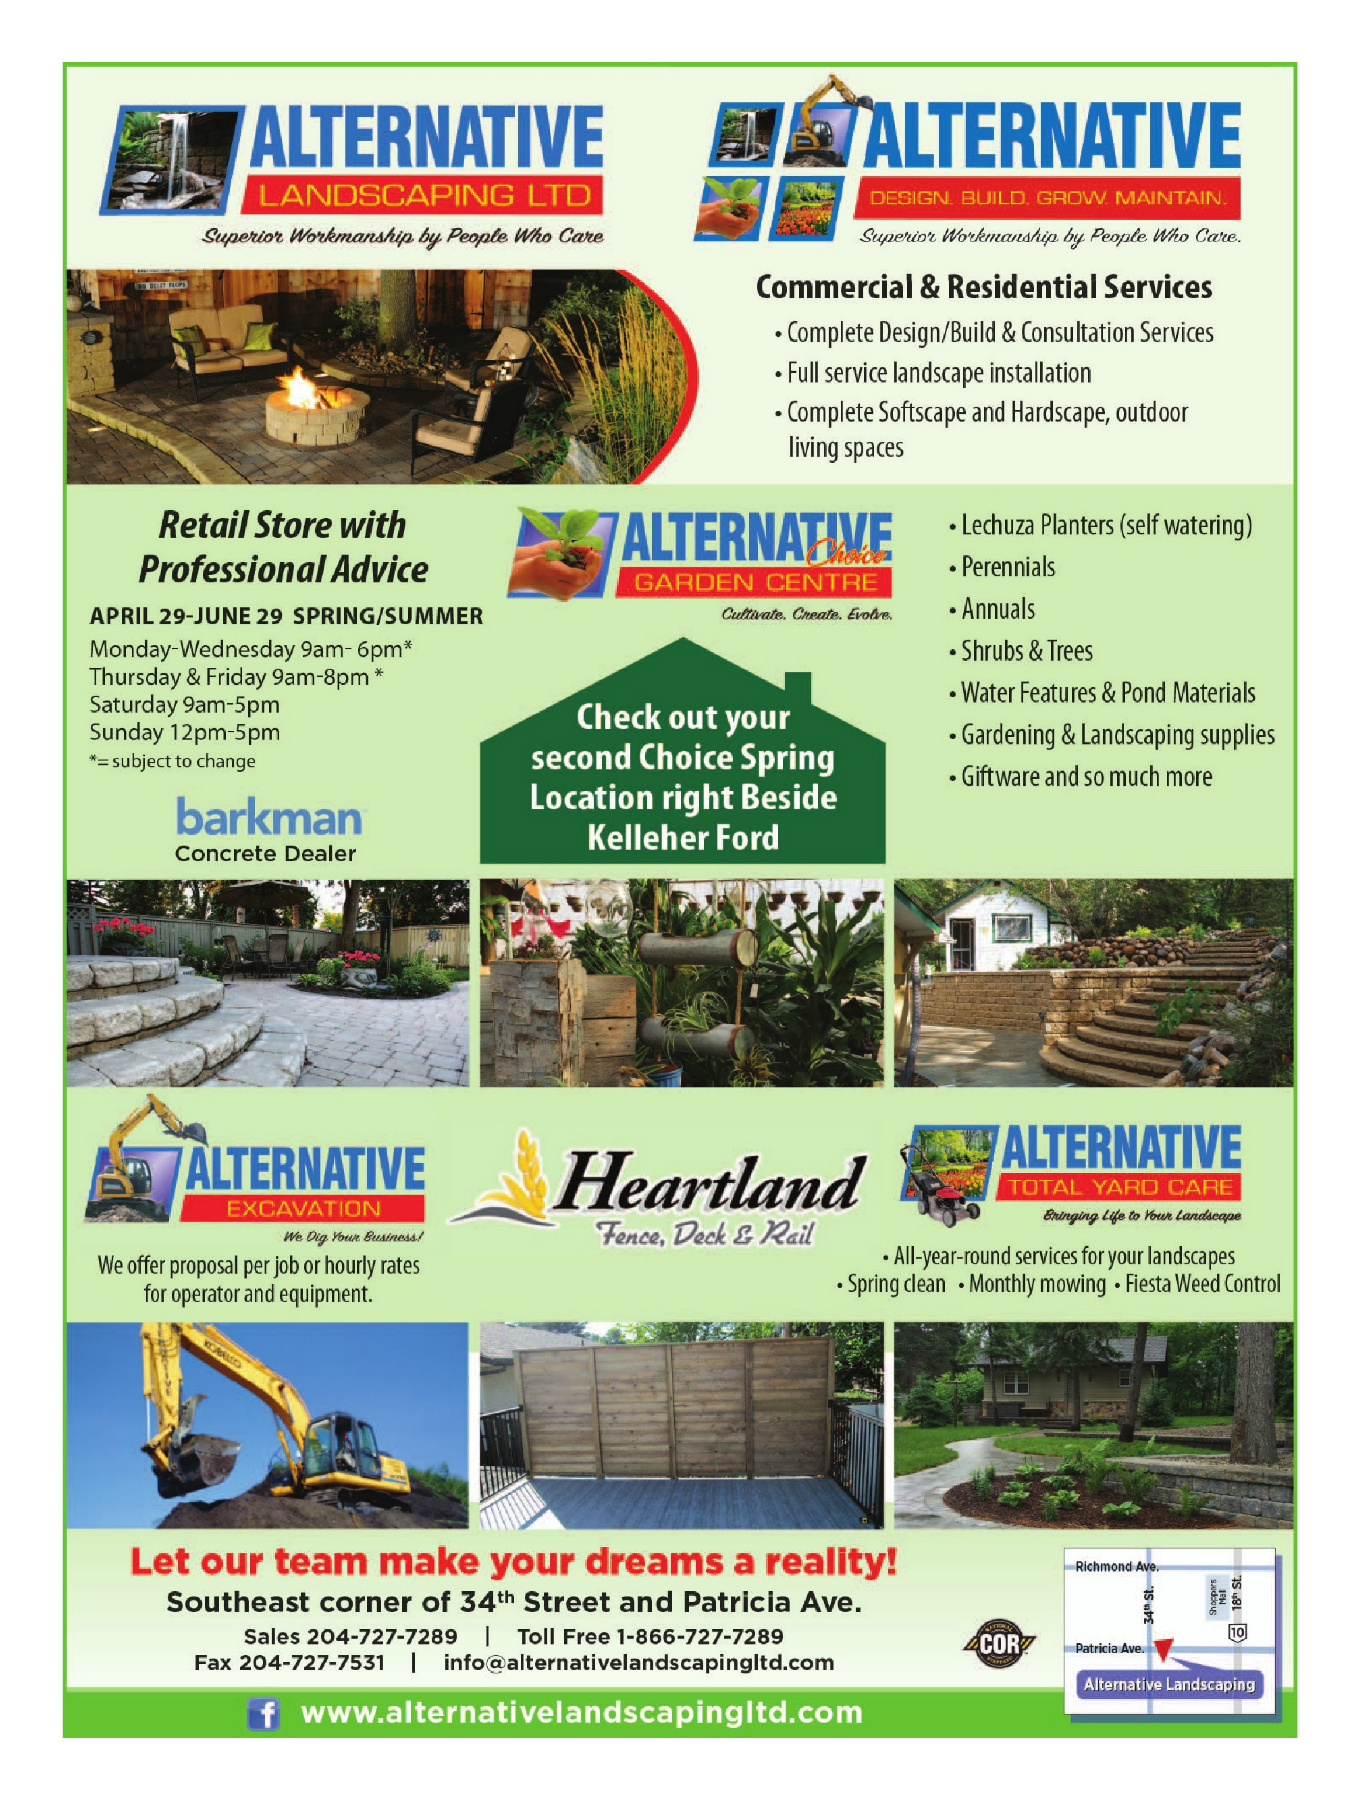 ALTERNATIVE
LANDSCAPING LTD
Superior Workmanship by People Who Care
ALTERNATIVE
DESIGN. BUILD. GROW. MAINTAIN.
Superior Workmanship by People Who Care.
Commercial & Residential Services
• Complete Design/Build & Consultation Services
• Full service landscape installation
• Complete Softscape and Hardscape, outdoor
living spaces
Retail Store with
Professional Advice
APRIL 29-JUNE 29 SPRING/SUMMER
Monday-Wednesday 9am- 6pm*
Thursday & Friday 9am-8pm *
Saturday 9am-5pm
Sunday 12pm-5pm
*= subject to change
barkman
Concrete Dealer
ALTERNATIVE
Choice
GARDEN CENTRE
Cultivate. Create. Evolve.
Check out your
second Choice Spring
Location right Beside
Kelleher Ford
• Lechuza Planters (self watering)
• Perennials
• Annuals
• Shrubs & Trees
• Water Features & Pond Materials
• Gardening & Landscaping supplies
• Giftware and so much more
ALTERNATIVE
EXCAVATION
We Dig Your Business!
We offer proposal per job or hourly rates
for operator and equipment.
Heartland
Fence, Deck & Rail
ALTERNATIVE
TOTAL YARD CARE
Bringing Life to Your Landscape
• All-year-round services for your landscapes
• Spring clean • Monthly mowing • Fiesta Weed Control
KOBELCO
Let our team make your dreams a reality!
Southeast corner of 34th Street and Patricia Ave.
Sales 204-727-7289 | Toll Free 1-866-727-7289
Fax 204-727-7531 | info@alternativelandscapingltd.com
COR
Richmond Ave.
34th St.
Shoppers
Mall
18th St.
10
Patricia Ave.
Alternative Landscaping
f www.alternativelandscapingltd.com